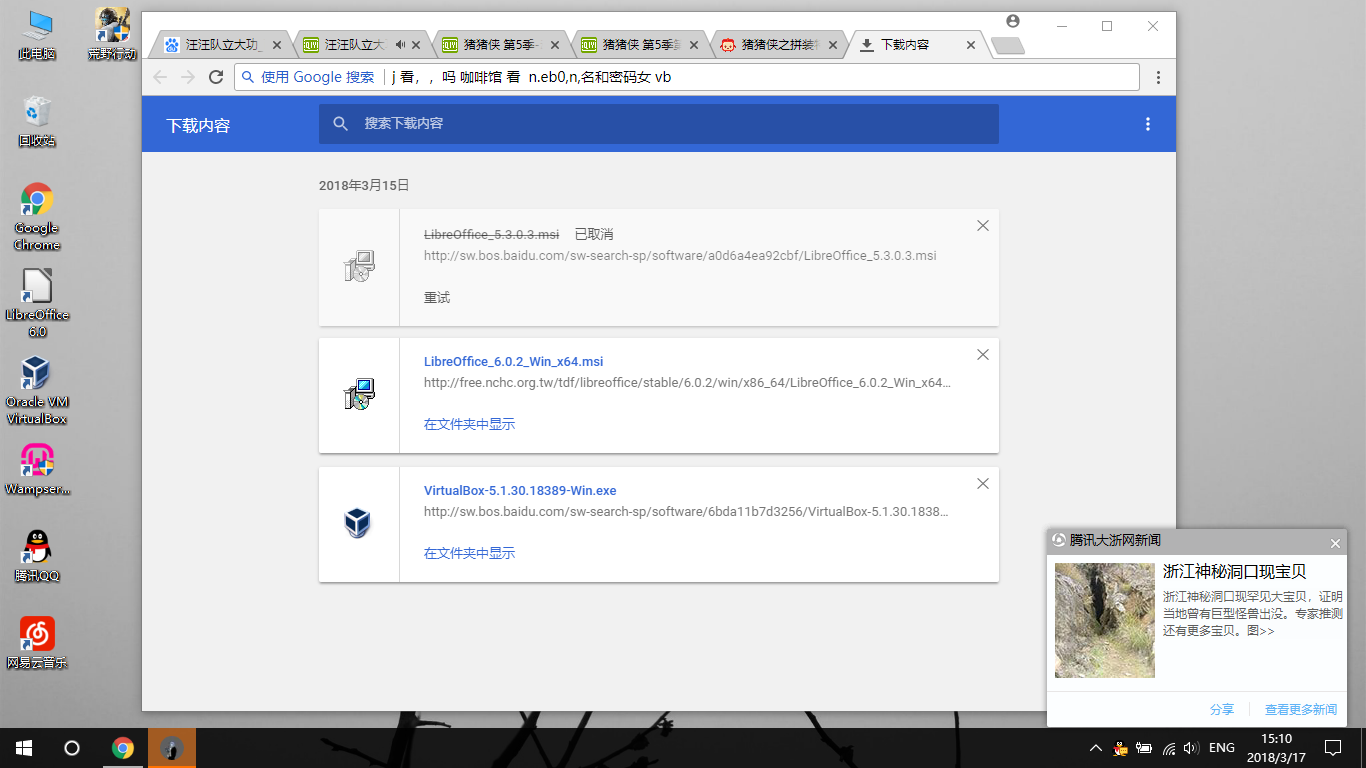 此电脑
荒野行动
回收站
Google
Chrome
LibreOffice
6.0
Oracle VM
VirtualBox
Wampser...
腾讯QQ
网易云音乐
汪汪队立大功_
汪汪队立大
猪猪侠 第5季-
猪猪侠 第5季第
猪猪侠之拼装特
下载内容
使用 Google 搜索 j 看，，吗 咖啡馆 看 n.eb0,n,名和密码女 vb
下载内容
搜索下载内容
2018年3月15日
LibreOffice_5.3.0.3.msi 已取消
http://sw.bos.baidu.com/sw-search-sp/software/a0d6a4ea92cbf/LibreOffice_5.3.0.3.msi
重试
LibreOffice_6.0.2_Win_x64.msi
http://free.nchc.org.tw/tdf/libreoffice/stable/6.0.2/win/x86_64/LibreOffice_6.0.2_Win_x64...
在文件夹中显示
VirtualBox-5.1.30.18389-Win.exe
http://sw.bos.baidu.com/sw-search-sp/software/6bda11b7d3256/VirtualBox-5.1.30.1838...
在文件夹中显示
腾讯大浙网新闻
浙江神秘洞口现宝贝
浙江神秘洞口现罕见大宝贝，证明
当地曾有巨型怪兽出没。专家推测
还有更多宝贝。图>>
分享
查看更多新闻
ENG
15:10
2018/3/17